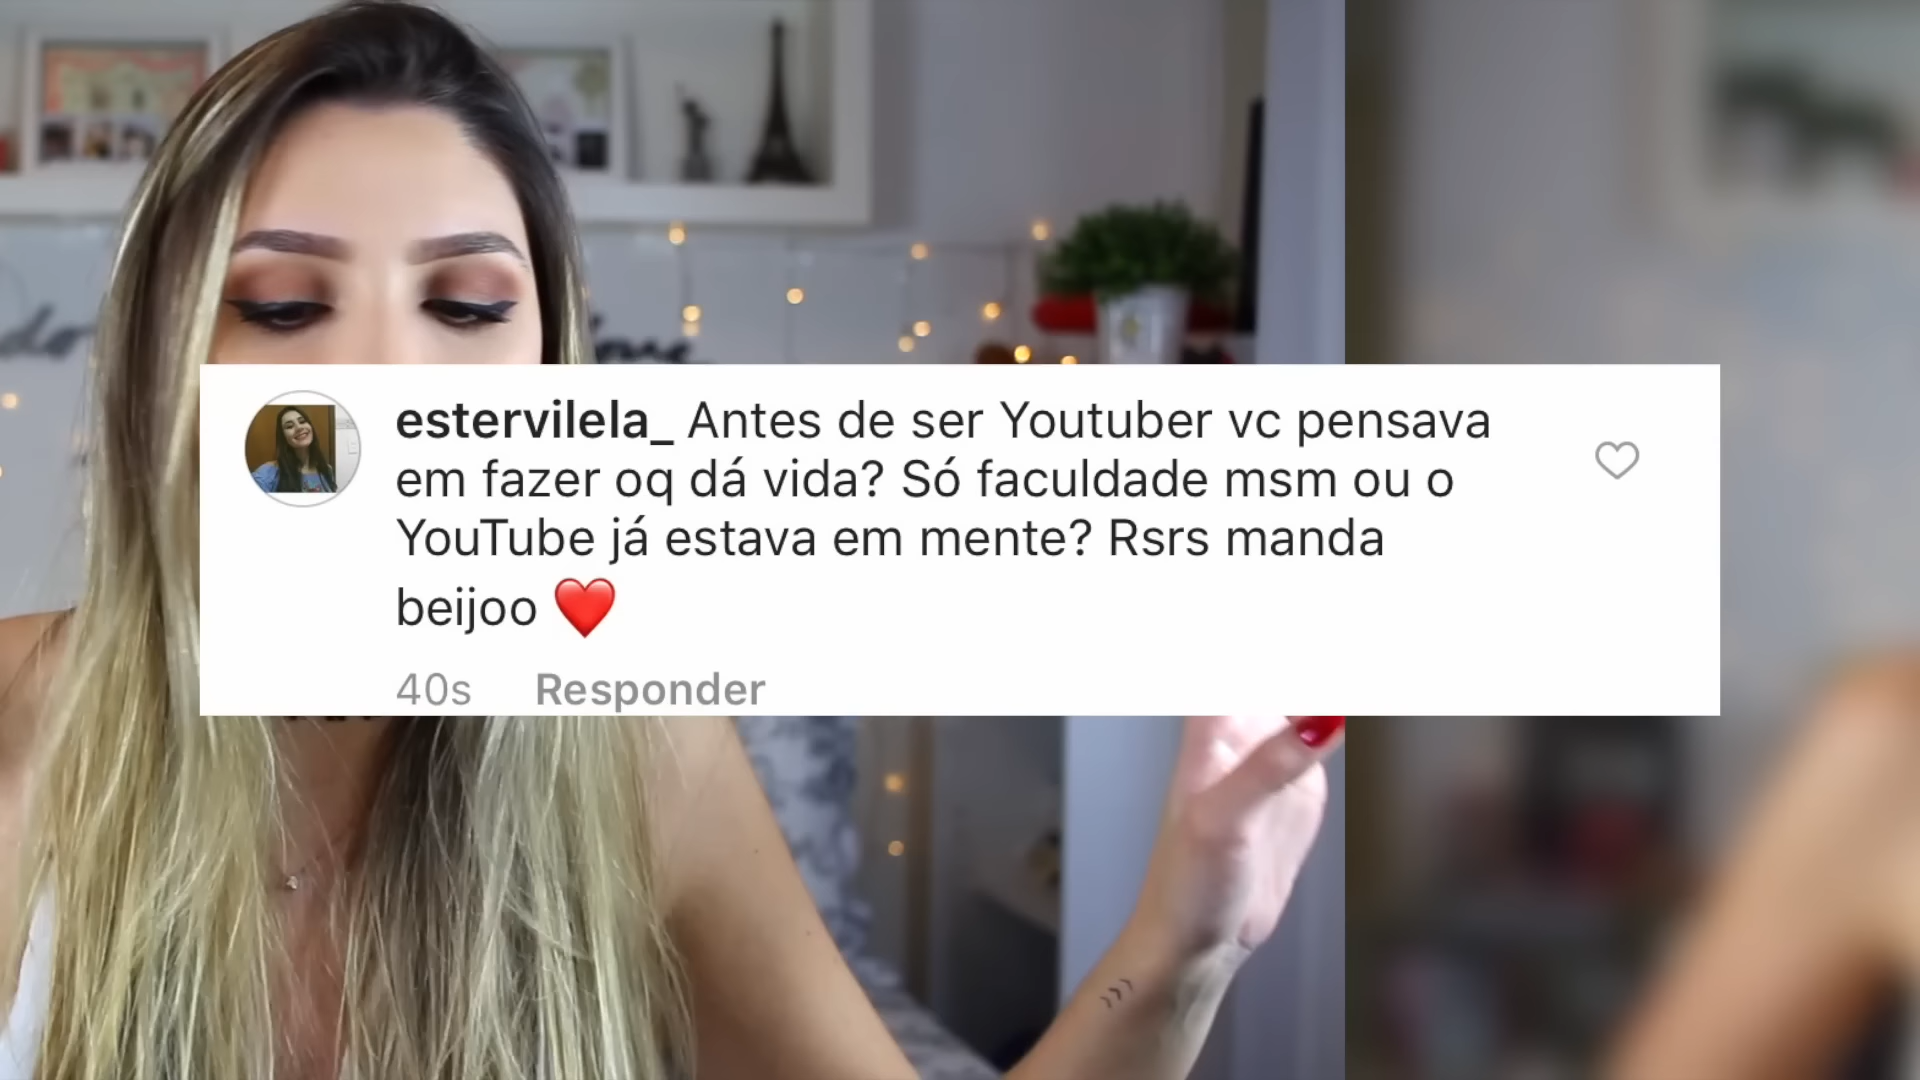 estervilela_ Antes de ser Youtuber vc pensava
em fazer oq dá vida? Só faculdade msm ou o
YouTube já estava em mente? Rsrs manda
beijoo ❤️
40s Responder